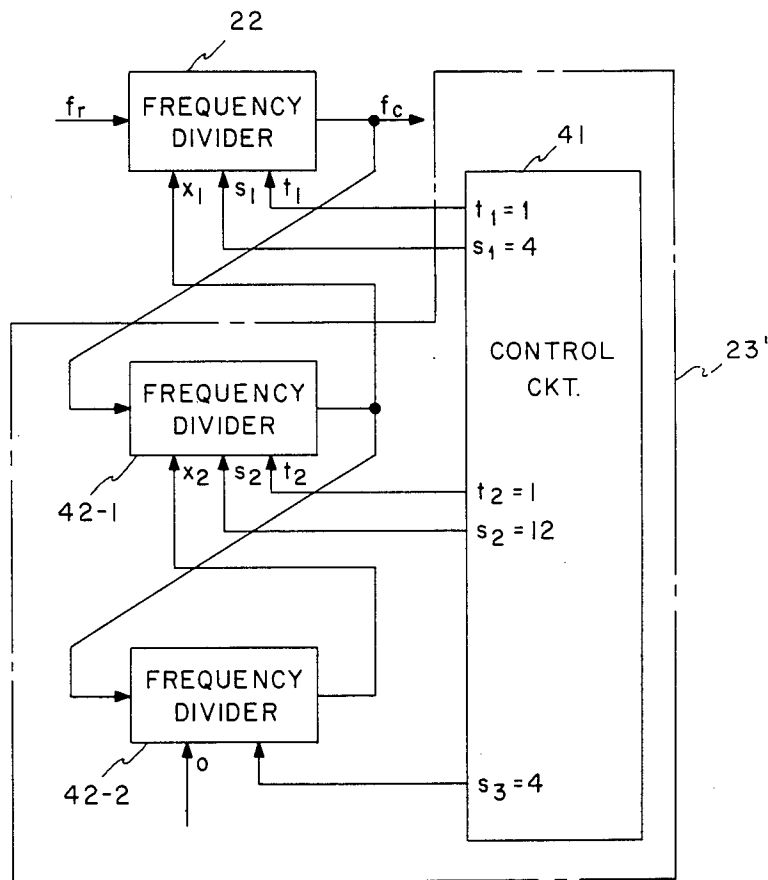 22
f_r
FREQUENCY
DIVIDER
f_c
41
x_1
s_1
t_1
t_1 = 1
s_1 = 4
CONTROL
CKT.
23'
FREQUENCY
DIVIDER
x_2
s_2
t_2
42-1
t_2 = 1
s_2 = 12
FREQUENCY
DIVIDER
0
42-2
s_3 = 4